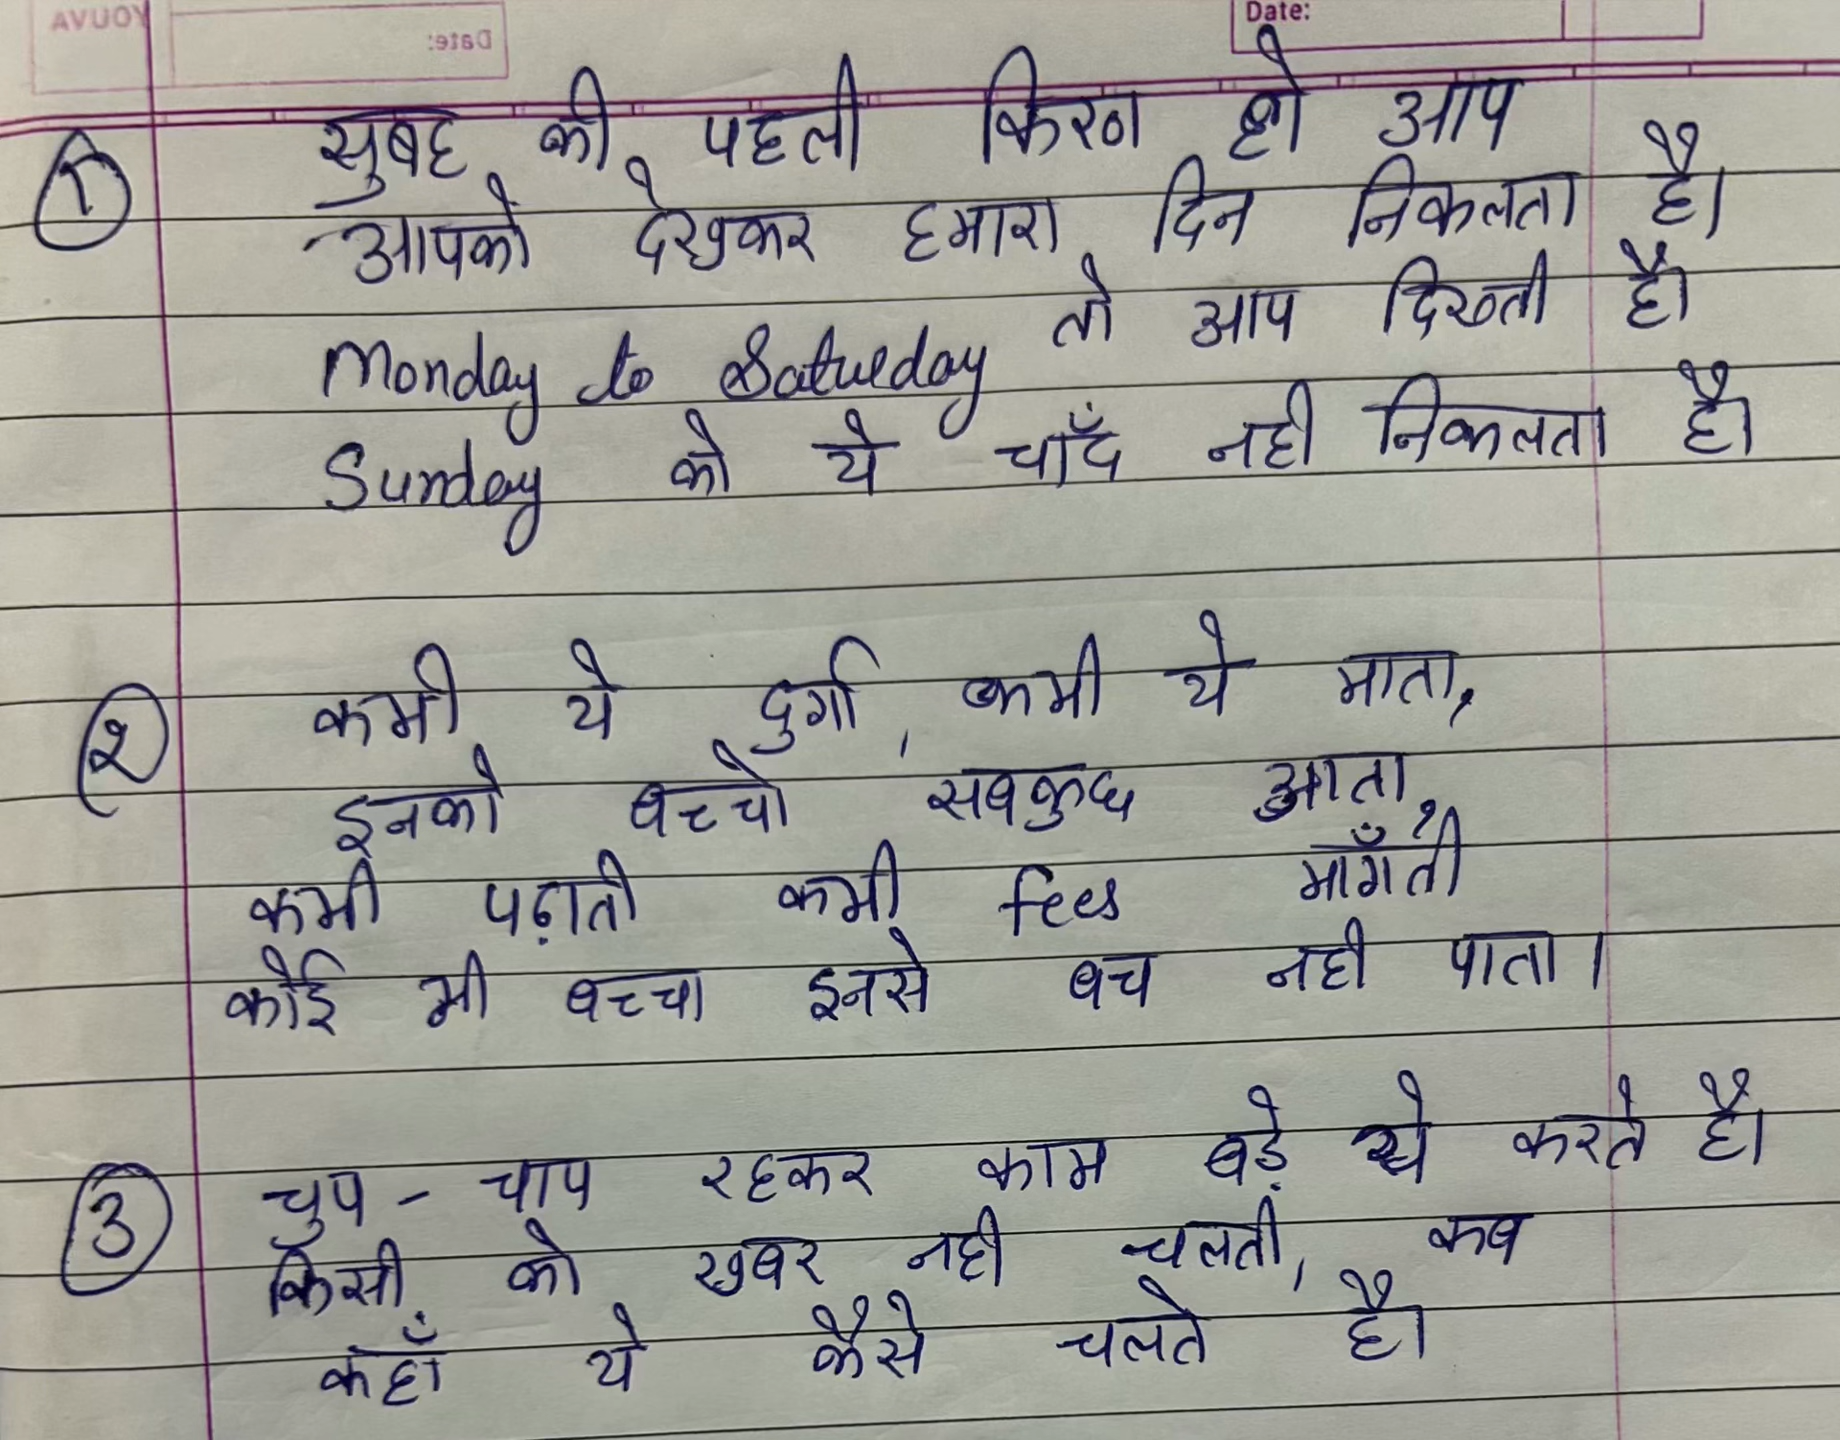 AVUOY
Date:
Date:
① सुबह की पहली किरण हो आप
आपको देखकर हमारा दिन निकलता है।
Monday to Saturday तो आप दिखती है।
Sunday को ये चाँद नही निकलता है।
② कभी ये दुर्गा, कभी ये माता,
इनको बच्चो सबकुछ आता,
कभी पढ़ाती कभी fees माँगती
कोई भी बच्चा इनसे बच नही पाता।
③ चुप - चाप रहकर काम बड़े ये करते है।
किसी को खबर नही चलती, कब
कहाँ ये कैसे चलते है।